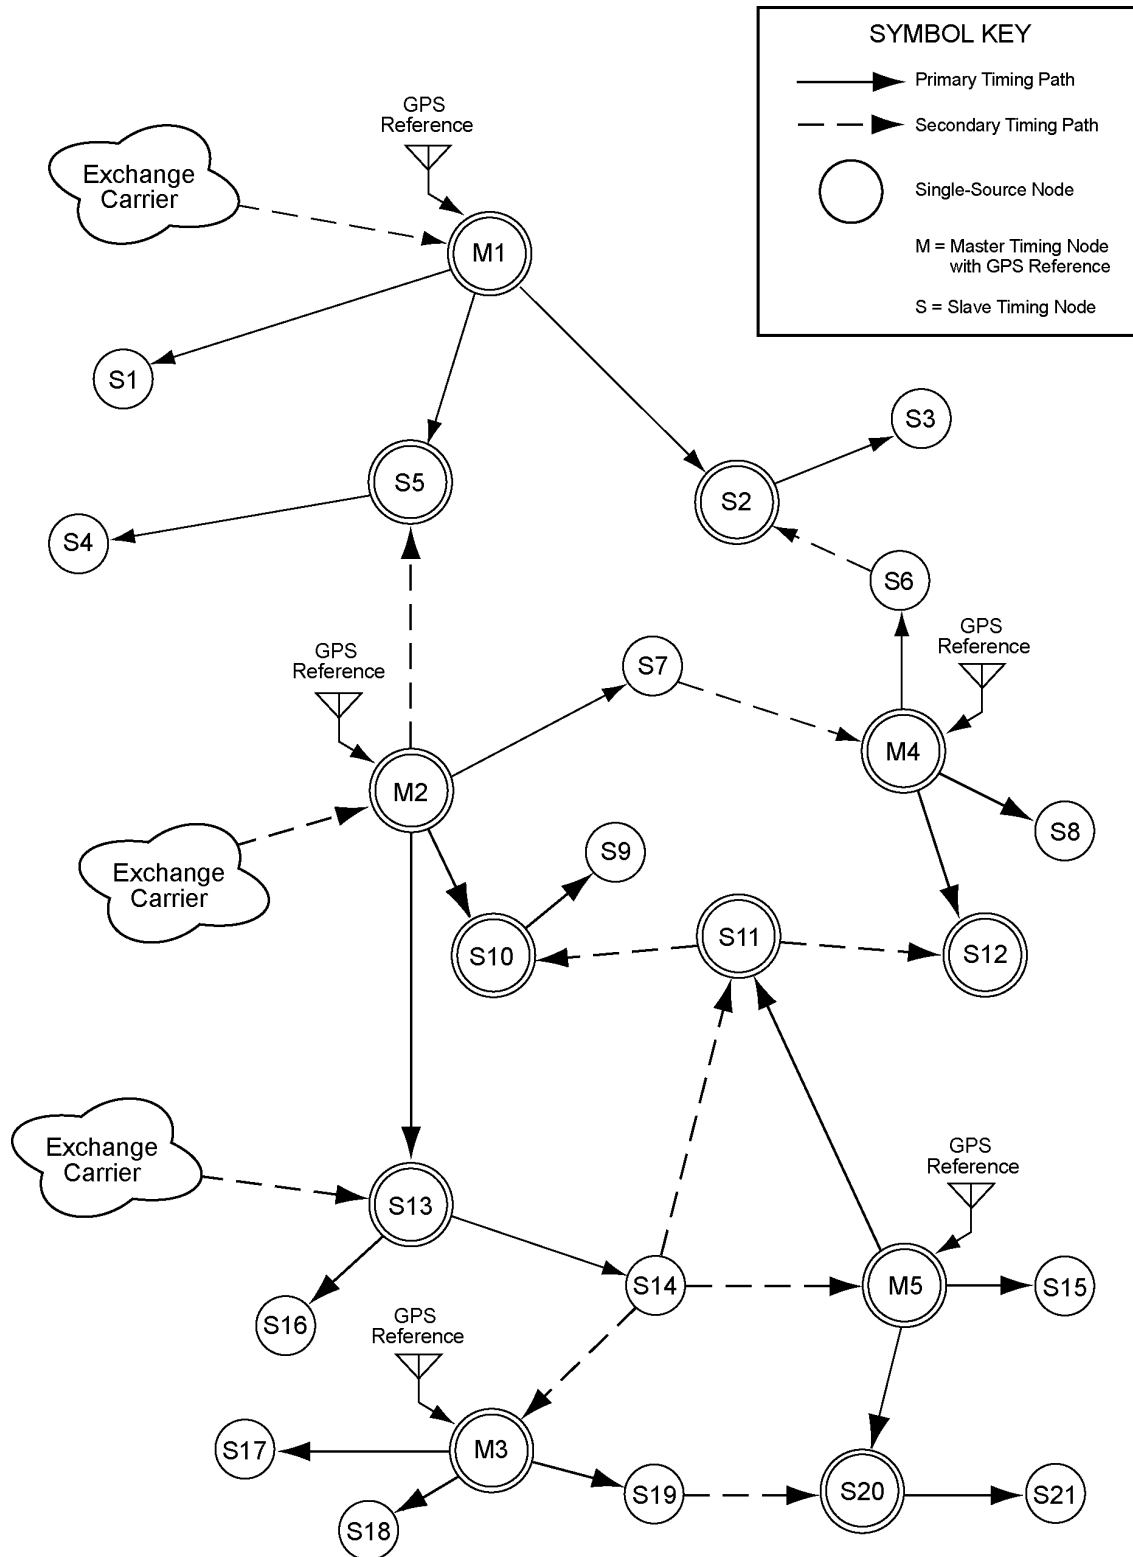 SYMBOL KEY
Primary Timing Path
Secondary Timing Path
Single-Source Node
M = Master Timing Node
with GPS Reference
S = Slave Timing Node
GPS
Reference
Exchange
Carrier
M1
S1
S3
S5
S2
S4
S6
GPS
Reference
GPS
Reference
S7
M4
M2
S8
S9
Exchange
Carrier
S11
S10
S12
Exchange
Carrier
GPS
Reference
S13
S14
M5
S15
S16
GPS
Reference
M3
S17
S19
S20
S21
S18